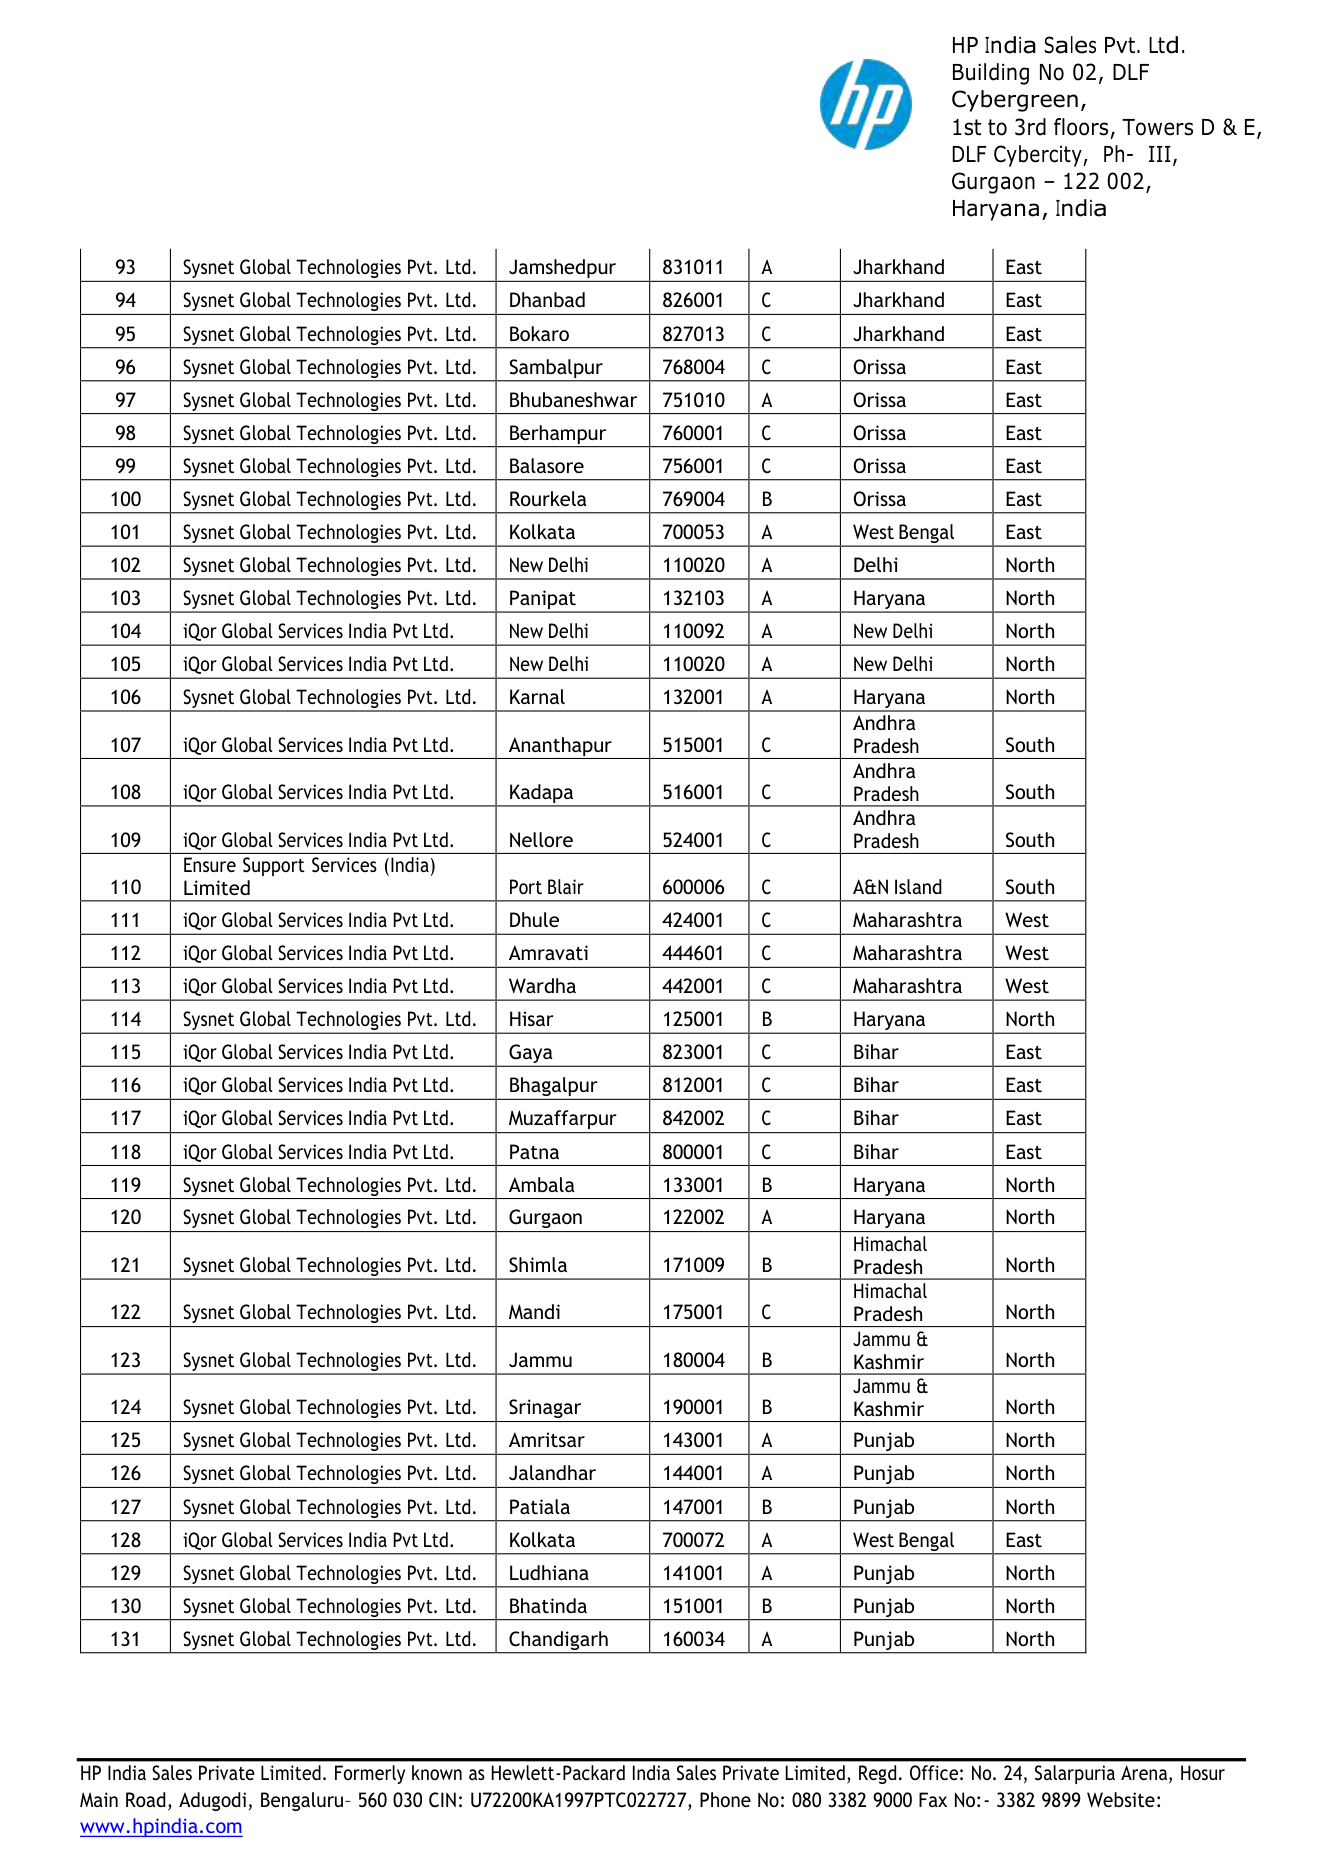 hp
HP India Sales Pvt. Ltd.
Building No 02, DLF
Cybergreen,
1st to 3rd floors, Towers D & E,
DLF Cybercity, Ph- III,
Gurgaon – 122 002,
Haryana, India
93 Sysnet Global Technologies Pvt. Ltd. Jamshedpur 831011 A Jharkhand East
94 Sysnet Global Technologies Pvt. Ltd. Dhanbad 826001 C Jharkhand East
95 Sysnet Global Technologies Pvt. Ltd. Bokaro 827013 C Jharkhand East
96 Sysnet Global Technologies Pvt. Ltd. Sambalpur 768004 C Orissa East
97 Sysnet Global Technologies Pvt. Ltd. Bhubaneshwar 751010 A Orissa East
98 Sysnet Global Technologies Pvt. Ltd. Berhampur 760001 C Orissa East
99 Sysnet Global Technologies Pvt. Ltd. Balasore 756001 C Orissa East
100 Sysnet Global Technologies Pvt. Ltd. Rourkela 769004 B Orissa East
101 Sysnet Global Technologies Pvt. Ltd. Kolkata 700053 A West Bengal East
102 Sysnet Global Technologies Pvt. Ltd. New Delhi 110020 A Delhi North
103 Sysnet Global Technologies Pvt. Ltd. Panipat 132103 A Haryana North
104 iQor Global Services India Pvt Ltd. New Delhi 110092 A New Delhi North
105 iQor Global Services India Pvt Ltd. New Delhi 110020 A New Delhi North
106 Sysnet Global Technologies Pvt. Ltd. Karnal 132001 A Haryana North
Andhra
107 iQor Global Services India Pvt Ltd. Ananthapur 515001 C Pradesh South
Andhra
108 iQor Global Services India Pvt Ltd. Kadapa 516001 C Pradesh South
Andhra
109 iQor Global Services India Pvt Ltd. Nellore 524001 C Pradesh South
Ensure Support Services (India)
110 Limited Port Blair 600006 C A&N Island South
111 iQor Global Services India Pvt Ltd. Dhule 424001 C Maharashtra West
112 iQor Global Services India Pvt Ltd. Amravati 444601 C Maharashtra West
113 iQor Global Services India Pvt Ltd. Wardha 442001 C Maharashtra West
114 Sysnet Global Technologies Pvt. Ltd. Hisar 125001 B Haryana North
115 iQor Global Services India Pvt Ltd. Gaya 823001 C Bihar East
116 iQor Global Services India Pvt Ltd. Bhagalpur 812001 C Bihar East
117 iQor Global Services India Pvt Ltd. Muzaffarpur 842002 C Bihar East
118 iQor Global Services India Pvt Ltd. Patna 800001 C Bihar East
119 Sysnet Global Technologies Pvt. Ltd. Ambala 133001 B Haryana North
120 Sysnet Global Technologies Pvt. Ltd. Gurgaon 122002 A Haryana North
Himachal
121 Sysnet Global Technologies Pvt. Ltd. Shimla 171009 B Pradesh North
Himachal
122 Sysnet Global Technologies Pvt. Ltd. Mandi 175001 C Pradesh North
Jammu &
123 Sysnet Global Technologies Pvt. Ltd. Jammu 180004 B Kashmir North
Jammu &
124 Sysnet Global Technologies Pvt. Ltd. Srinagar 190001 B Kashmir North
125 Sysnet Global Technologies Pvt. Ltd. Amritsar 143001 A Punjab North
126 Sysnet Global Technologies Pvt. Ltd. Jalandhar 144001 A Punjab North
127 Sysnet Global Technologies Pvt. Ltd. Patiala 147001 B Punjab North
128 iQor Global Services India Pvt Ltd. Kolkata 700072 A West Bengal East
129 Sysnet Global Technologies Pvt. Ltd. Ludhiana 141001 A Punjab North
130 Sysnet Global Technologies Pvt. Ltd. Bhatinda 151001 B Punjab North
131 Sysnet Global Technologies Pvt. Ltd. Chandigarh 160034 A Punjab North
HP India Sales Private Limited. Formerly known as Hewlett-Packard India Sales Private Limited, Regd. Office: No. 24, Salarpuria Arena, Hosur
Main Road, Adugodi, Bengaluru– 560 030 CIN: U72200KA1997PTC022727, Phone No: 080 3382 9000 Fax No:- 3382 9899 Website:
www.hpindia.com